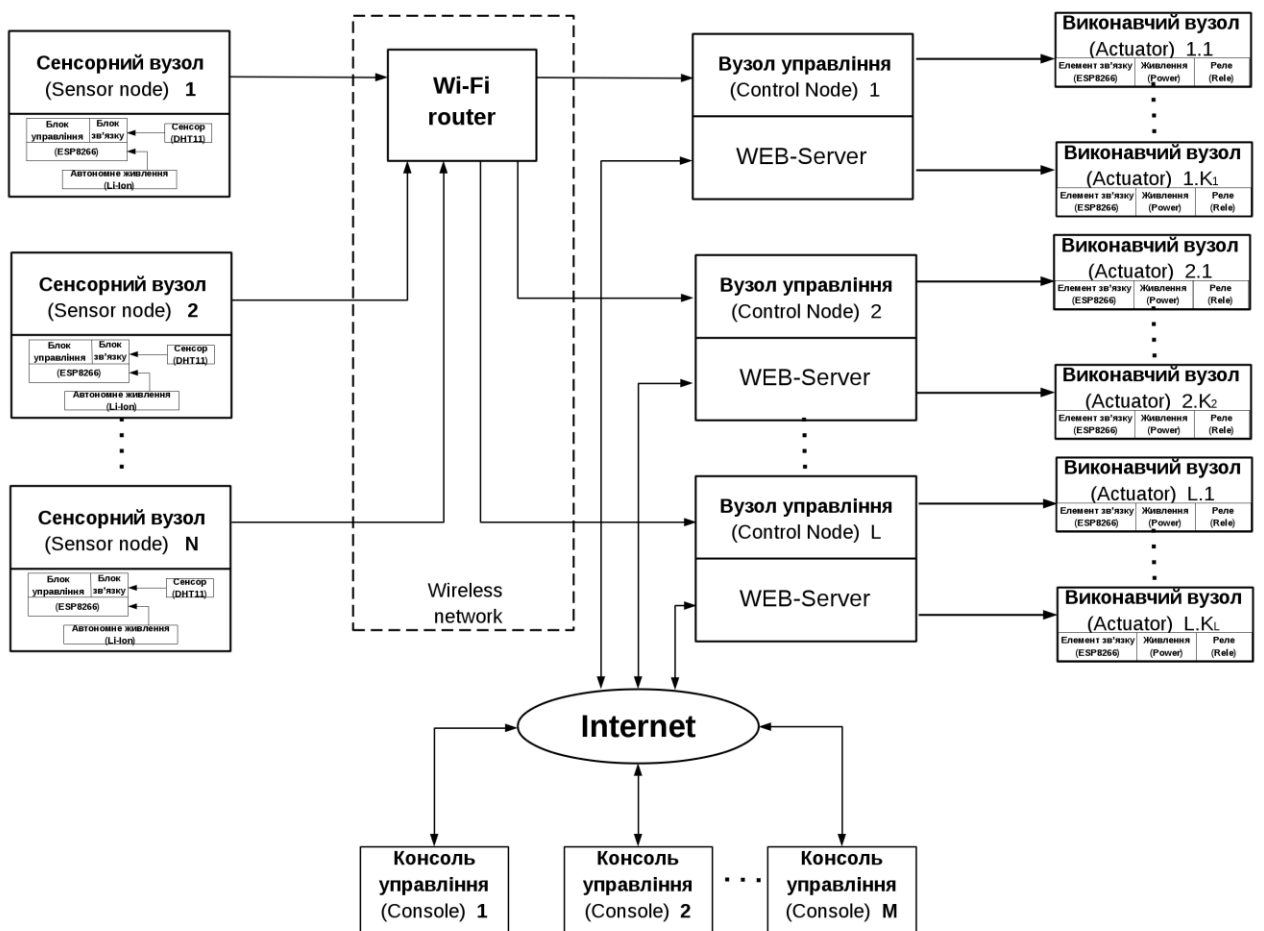 Сенсорний вузол
(Sensor node) 1
Блок
управління
Блок
зв'язку
(ESP8266)
Сенсор
(DHT11)
Автономне живлення
(Li-Ion)
Сенсорний вузол
(Sensor node) 2
Блок
управління
Блок
зв'язку
(ESP8266)
Сенсор
(DHT11)
Автономне живлення
(Li-Ion)
Сенсорний вузол
(Sensor node) N
Блок
управління
Блок
зв'язку
(ESP8266)
Сенсор
(DHT11)
Автономне живлення
(Li-Ion)
Wi-Fi
router
Wireless
network
Вузол управління
(Control Node) 1
WEB-Server
Вузол управління
(Control Node) 2
WEB-Server
Вузол управління
(Control Node) L
WEB-Server
Виконавчий вузол
(Actuator) 1.1
Елемент зв'язку
(ESP8266)
Живлення
(Power)
Реле
(Rele)
Виконавчий вузол
(Actuator) 1.K₁
Елемент зв'язку
(ESP8266)
Живлення
(Power)
Реле
(Rele)
Виконавчий вузол
(Actuator) 2.1
Елемент зв'язку
(ESP8266)
Живлення
(Power)
Реле
(Rele)
Виконавчий вузол
(Actuator) 2.K₂
Елемент зв'язку
(ESP8266)
Живлення
(Power)
Реле
(Rele)
Виконавчий вузол
(Actuator) L.1
Елемент зв'язку
(ESP8266)
Живлення
(Power)
Реле
(Rele)
Виконавчий вузол
(Actuator) L.K_L
Елемент зв'язку
(ESP8266)
Живлення
(Power)
Реле
(Rele)
Internet
Консоль
управління
(Console) 1
Консоль
управління
(Console) 2
Консоль
управління
(Console) M